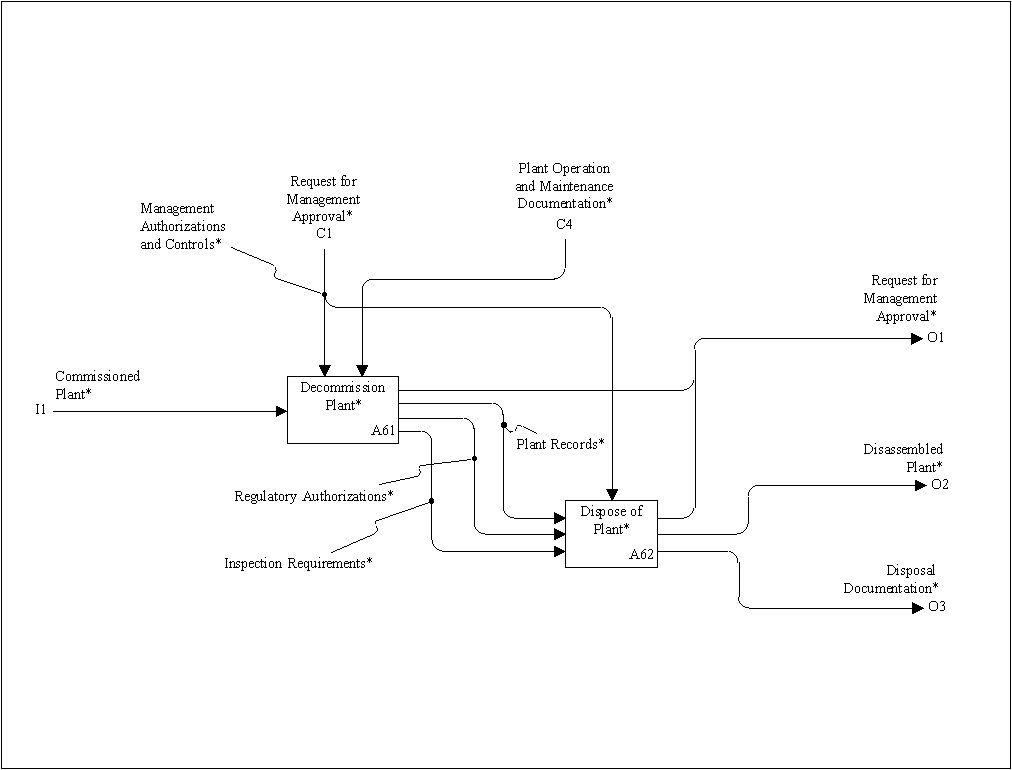 Plant Operation
and Maintenance
Documentation*
C4
Request for
Management
Approval*
C1
Management
Authorizations
and Controls*
Request for
Management
Approval*
O1
Commissioned
Plant*
I1
Decommission
Plant*
A61
Plant Records*
Disassembled
Plant*
O2
Regulatory Authorizations*
Dispose of
Plant*
A62
Inspection Requirements*
Disposal
Documentation*
O3